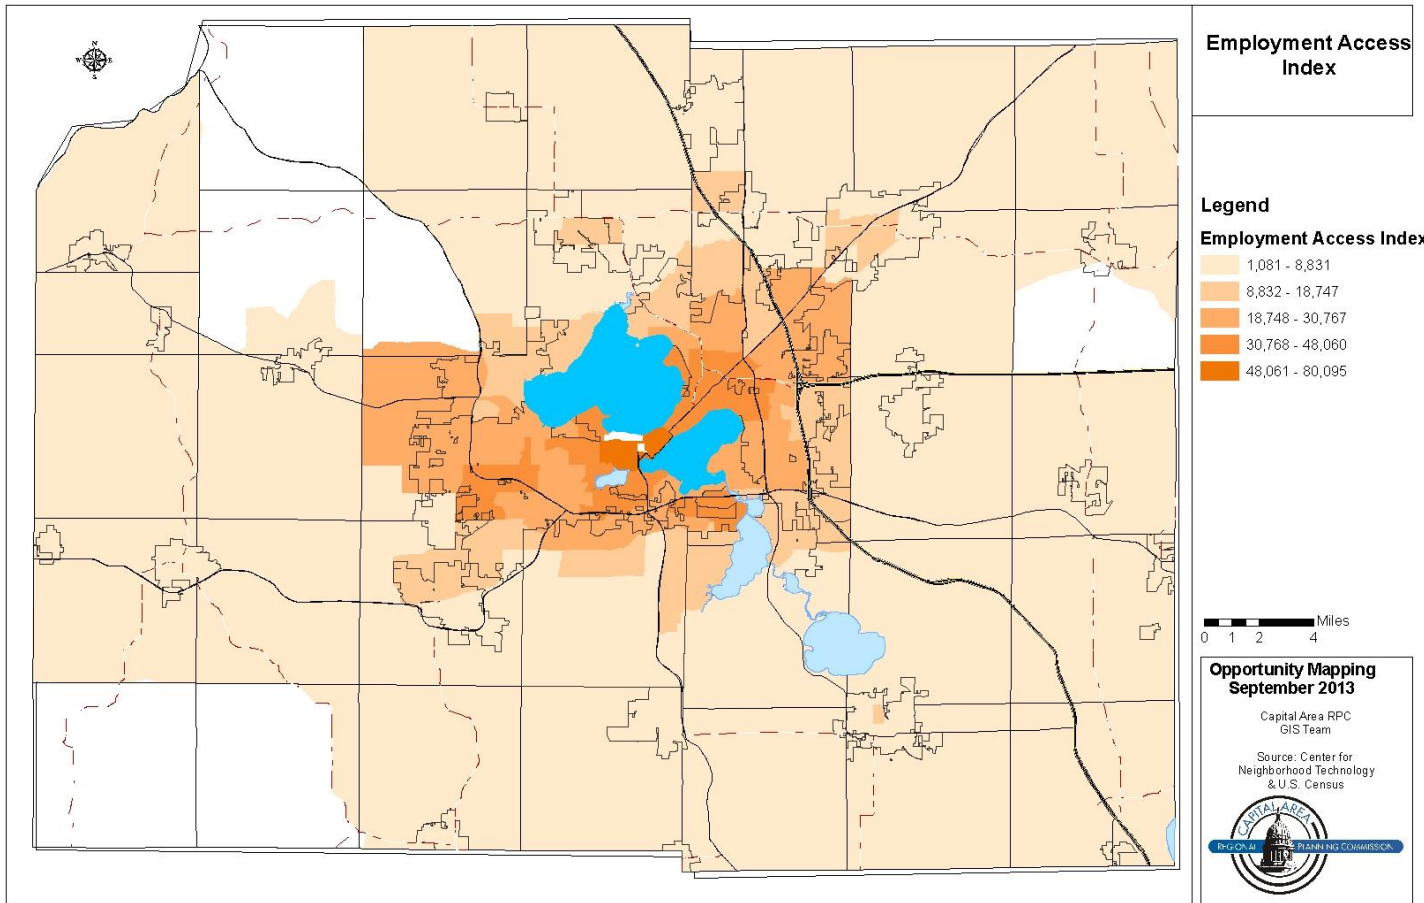 Employment Access
Index
N
W
E
S
Legend
Employment Access Index
1,081 - 8,831
8,832 - 18,747
18,748 - 30,767
30,768 - 48,060
48,061 - 80,095
Miles
0 1 2 4
Opportunity Mapping
September 2013
Capital Area RPC
GIS Team
Source: Center for
Neighborhood Technology
& U.S. Census
CAPITAL AREA
REGIONAL PLANNING COMMISSION